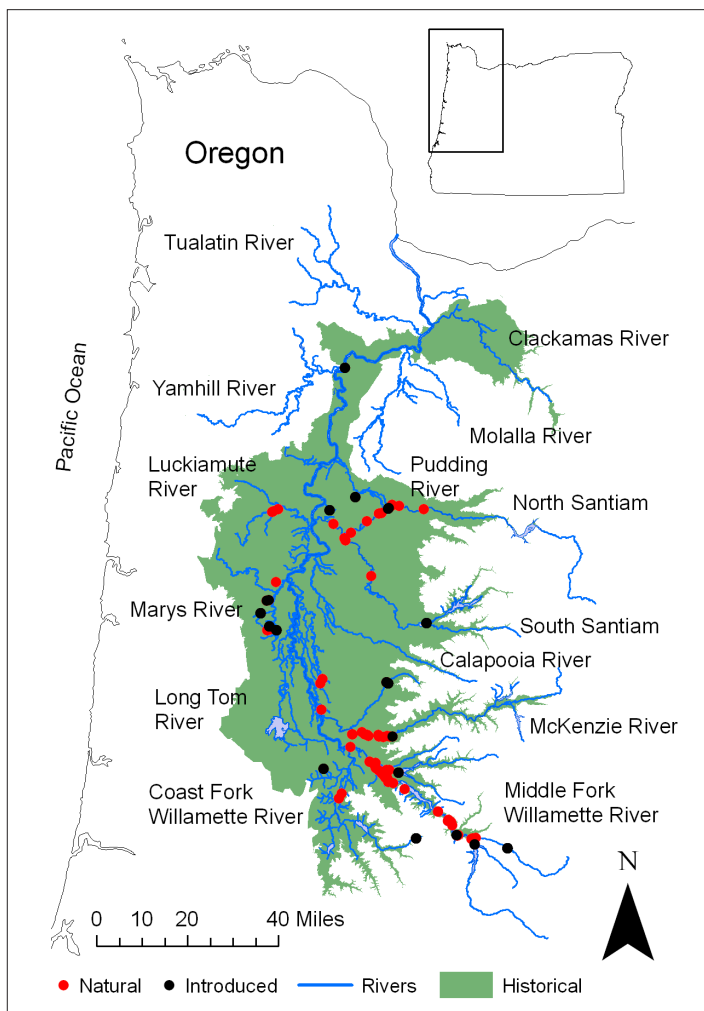 Oregon
Tualatin River
Clackamas River
Pacific Ocean
Yamhill River
Molalla River
Luckiamute
River
Pudding
River
North Santiam
Marys River
South Santiam
Calapooia River
Long Tom
River
McKenzie River
Coast Fork
Willamette River
Middle Fork
Willamette River
N
0 10 20 40 Miles
Natural Introduced Rivers Historical